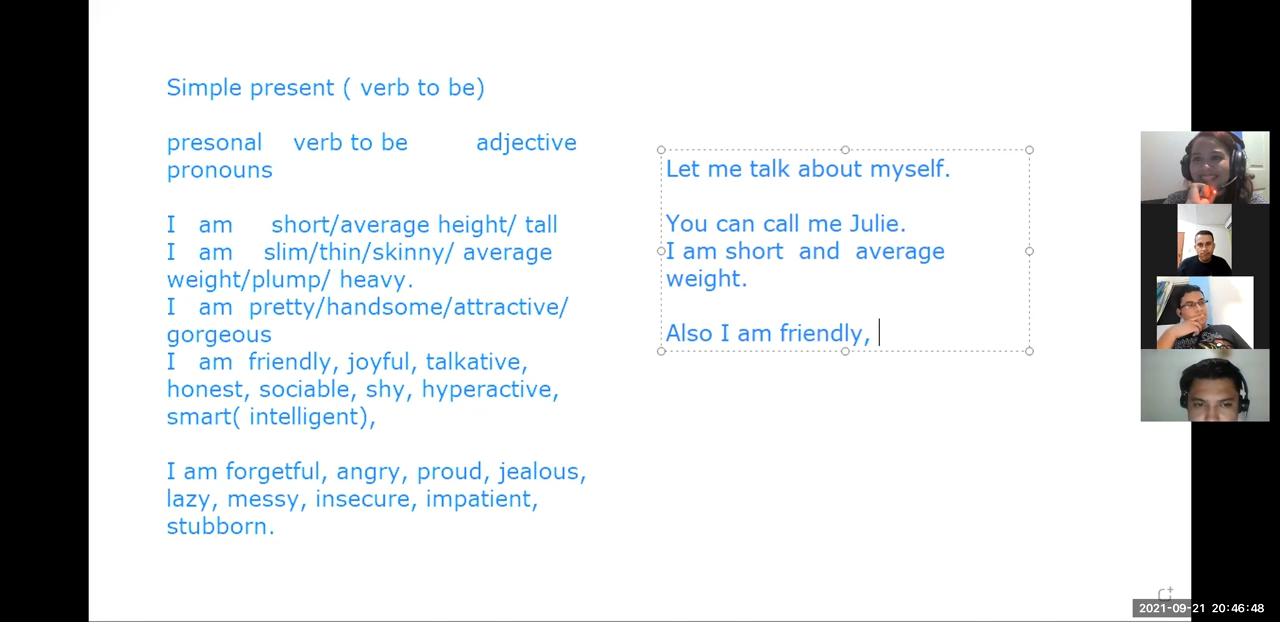 Simple present ( verb to be)
presonal verb to be adjective
pronouns
I am short/average height/ tall
I am slim/thin/skinny/ average
weight/plump/ heavy.
I am pretty/handsome/attractive/
gorgeous
I am friendly, joyful, talkative,
honest, sociable, shy, hyperactive,
smart( intelligent),
I am forgetful, angry, proud, jealous,
lazy, messy, insecure, impatient,
stubborn.
Let me talk about myself.
You can call me Julie.
I am short and average
weight.
Also I am friendly,
2021-09-21 20:46:48